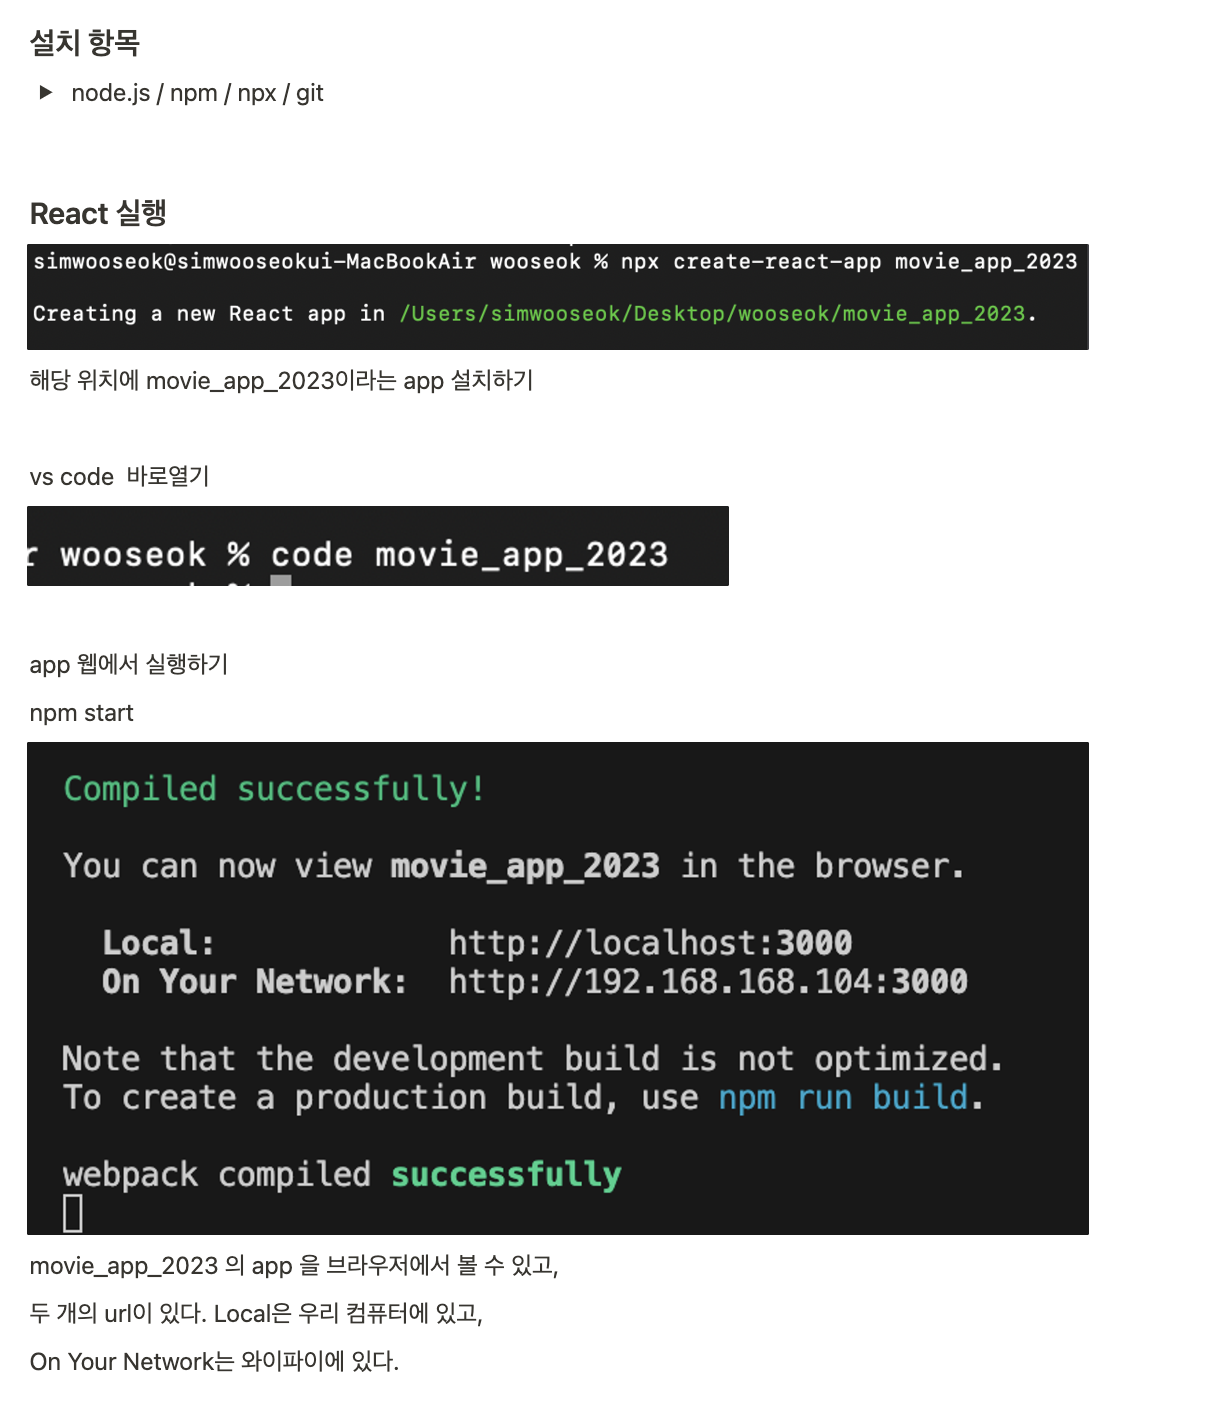 설치 항목
▶ node.js / npm / npx / git
React 실행
simwooseok@simwooseokui-MacBookAir wooseok % npx create-react-app movie_app_2023
Creating a new React app in /Users/simwooseok/Desktop/wooseok/movie_app_2023.
해당 위치에 movie_app_2023이라는 app 설치하기
vs code 바로열기
r wooseok % code movie_app_2023
app 웹에서 실행하기
npm start
Compiled successfully!
You can now view movie_app_2023 in the browser.
Local: http://localhost:3000
On Your Network: http://192.168.168.104:3000
Note that the development build is not optimized.
To create a production build, use npm run build.
webpack compiled successfully
movie_app_2023 의 app 을 브라우저에서 볼 수 있고,
두 개의 url이 있다. Local은 우리 컴퓨터에 있고,
On Your Network는 와이파이에 있다.